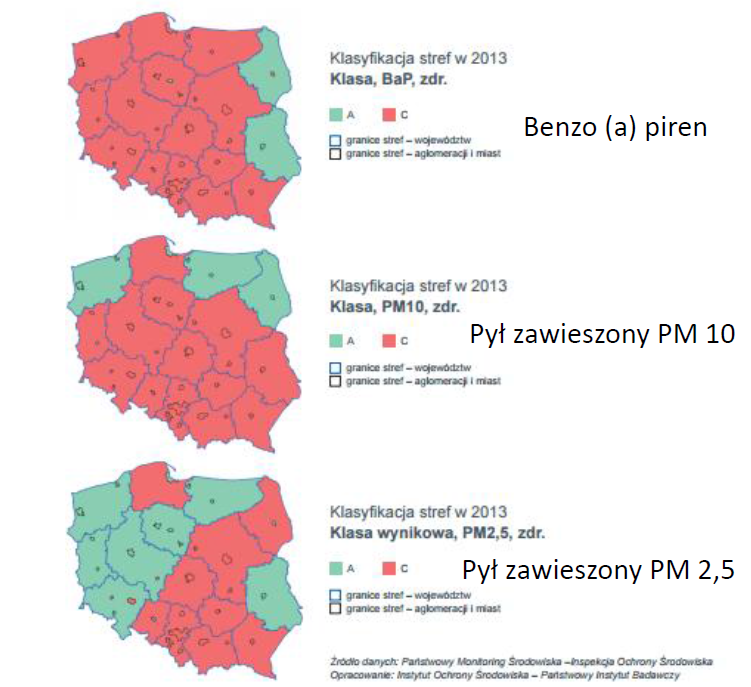 Klasyfikacja stref w 2013
Klasa, BaP, zdr.
A C
Benzo (a) piren
granice stref – województw
granice stref – aglomeracji i miast
Klasyfikacja stref w 2013
Klasa, PM10, zdr.
Pył zawieszony PM 10
A C
granice stref – województw
granice stref – aglomeracji i miast
Klasyfikacja stref w 2013
Klasa wynikowa, PM2,5, zdr.
A C
Pył zawieszony PM 2,5
granice stref – województw
granice stref – aglomeracji i miast
Źródło danych: Państwowy Monitoring Środowiska –Inspekcja Ochrony Środowiska
Opracowanie: Instytut Ochrony Środowiska – Państwowy Instytut Badawczy